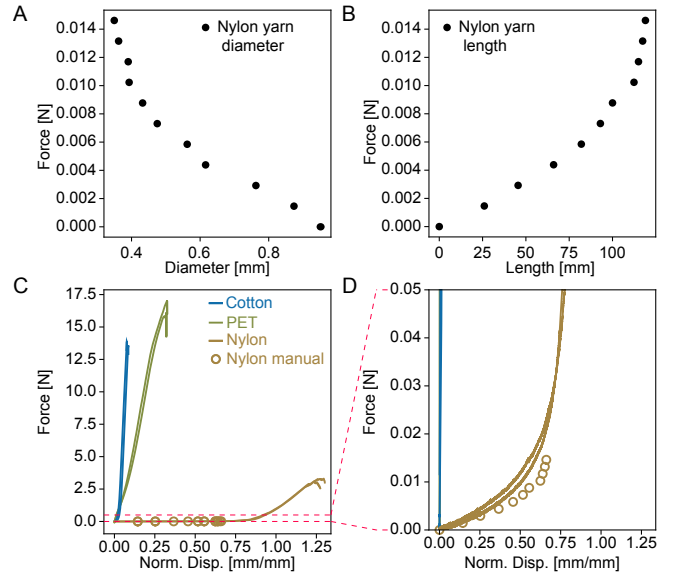 A
Force [N]
0.014
0.012
0.010
0.008
0.006
0.004
0.002
0.000
Nylon yarn
diameter
0.4
0.6
0.8
Diameter [mm]
B
Force [N]
0.014
0.012
0.010
0.008
0.006
0.004
0.002
0.000
Nylon yarn
length
0
25
50
75
100
Length [mm]
C
Force [N]
17.5
15.0
12.5
10.0
7.5
5.0
2.5
0.0
Cotton
PET
Nylon
Nylon manual
0.00
0.25
0.50
0.75
1.00
1.25
Norm. Disp. [mm/mm]
D
Force [N]
0.05
0.04
0.03
0.02
0.01
0.00
0.00
0.25
0.50
0.75
1.00
1.25
Norm. Disp. [mm/mm]